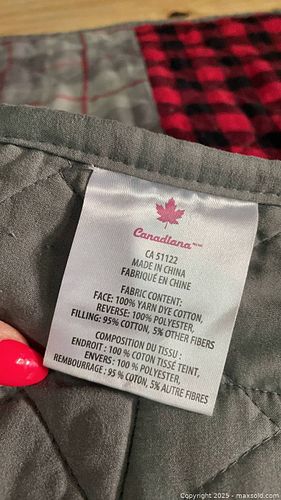 Canadiana™/MC
CA 51122
MADE IN CHINA
FABRIQUÉ EN CHINE
FABRIC CONTENT:
FACE: 100% YARN DYE COTTON,
REVERSE: 100% POLYESTER,
FILLING: 95% COTTON, 5% OTHER FIBERS
COMPOSITION DU TISSU :
ENDROIT : 100 % COTON TISSÉ TEINT,
ENVERS : 100 % POLYESTER,
REMBOURRAGE : 95 % COTON, 5% AUTRE FIBRES
Copyright © 2025 - maxsold.com